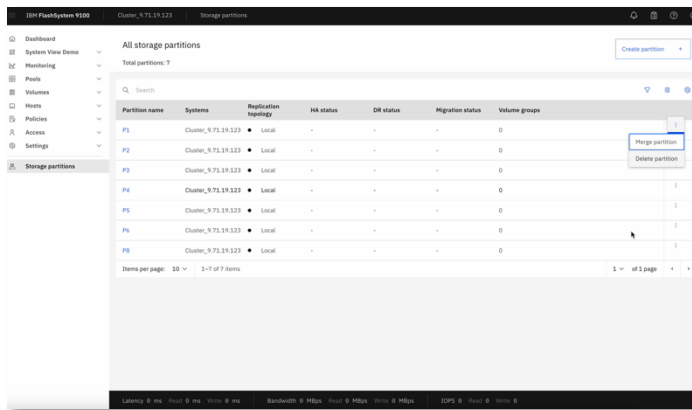 IBM FlashSystem 9100 Cluster_9.71.19.123 Storage partitions
Dashboard
System View Demo
Monitoring
Pools
Volumes
Hosts
Policies
Access
Settings
Storage partitions
All storage partitions
Create partition +
Total partitions: 7
Search
Partition name Systems Replication topology HA status DR status Migration status Volume groups
P1 Cluster_9.71.19.123 Local - - - 0
Merge partition
Delete partition
P2 Cluster_9.71.19.123 Local - - - 0
P3 Cluster_9.71.19.123 Local - - - 0
P4 Cluster_9.71.19.123 Local - - - 0
P5 Cluster_9.71.19.123 Local - - - 0
P6 Cluster_9.71.19.123 Local - - - 0
P8 Cluster_9.71.19.123 Local - - - 0
Items per page: 10 1–7 of 7 items 1 of 1 page
Latency 0 ms Read 0 ms Write 0 ms Bandwidth 0 MBps Read 0 MBps Write 0 MBps IOPS 0 Read 0 Write 0